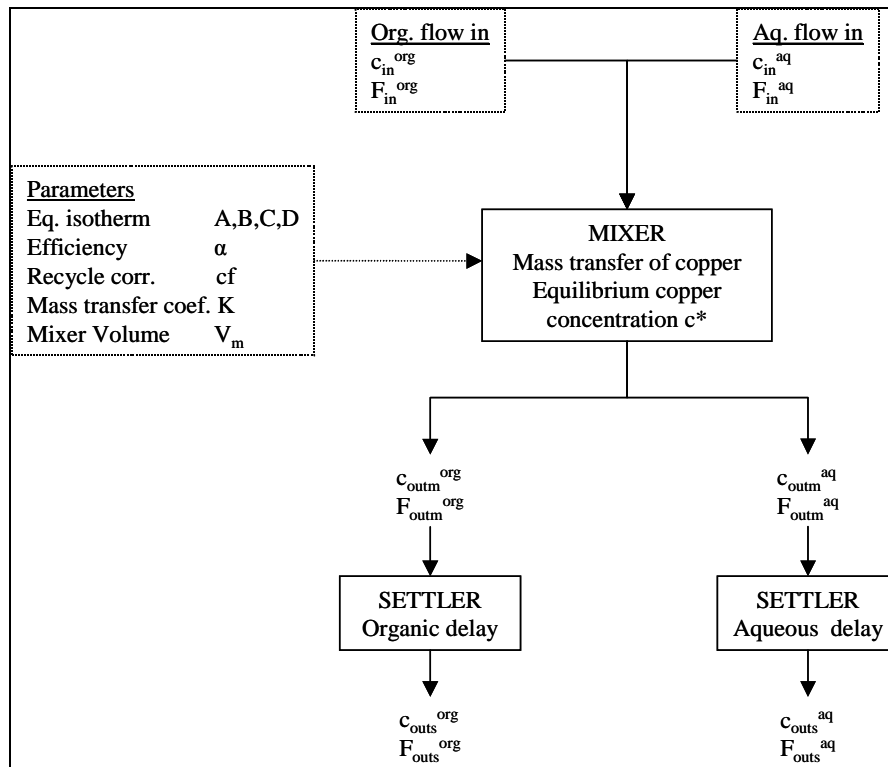 Org. flow in
c_in^org
F_in^org
Aq. flow in
c_in^aq
F_in^aq
Parameters
Eq. isotherm A,B,C,D
Efficiency α
Recycle corr. cf
Mass transfer coef. K
Mixer Volume V_m
MIXER
Mass transfer of copper
Equilibrium copper
concentration c*
c_outm^org
F_outm^org
c_outm^aq
F_outm^aq
SETTLER
Organic delay
SETTLER
Aqueous delay
c_outs^org
F_outs^org
c_outs^aq
F_outs^aq